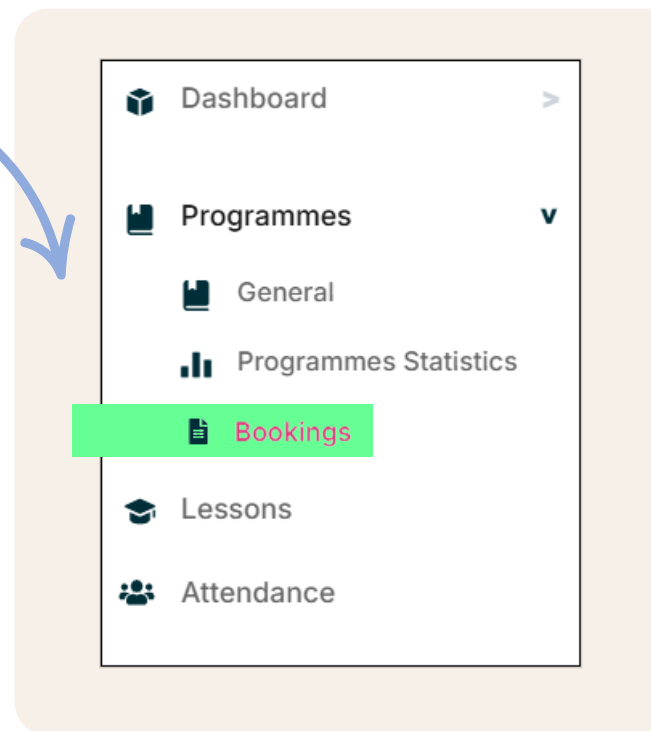 Dashboard >
Programmes v
General
Programmes Statistics
Bookings
Lessons
Attendance